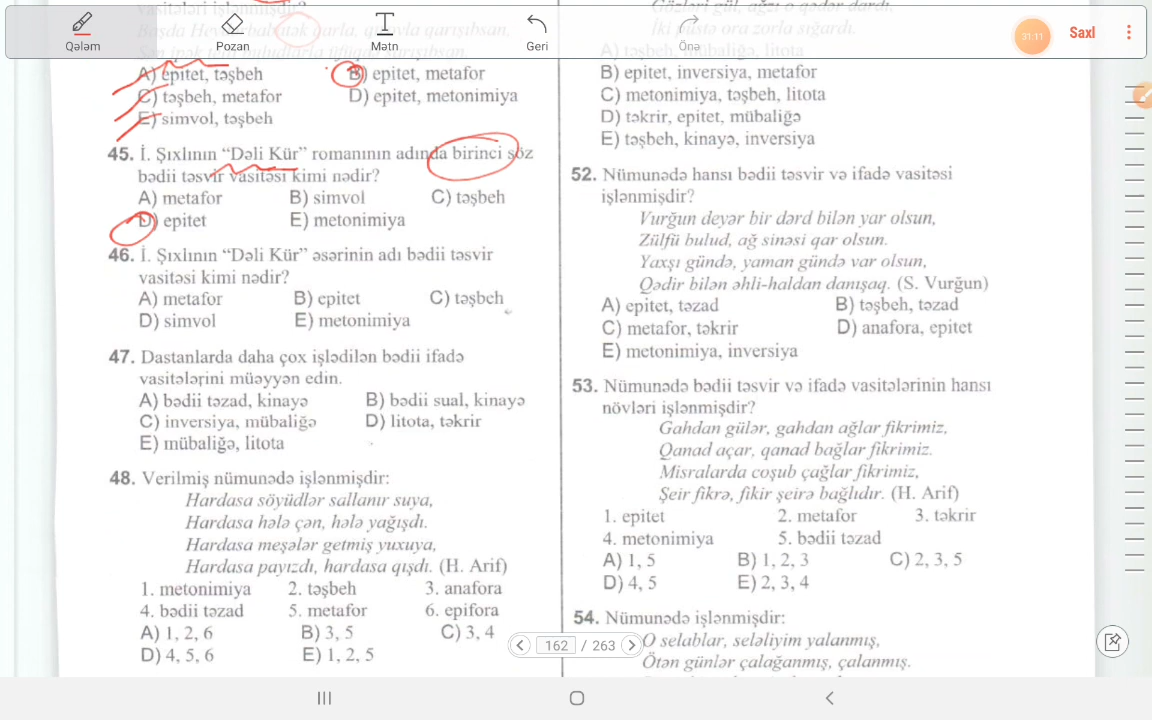 Qələm
Pozan
Mətn
Geri
Önə
31:11
Saxl
vasitələri işlənmişdir?
A) epitet, təşbeh
B) epitet, metafor
C) təşbeh, metafor
D) epitet, metonimiya
E) simvol, təşbeh
45. İ. Şıxlının “Dəli Kür” romanının adında birinci söz
bədii təsvir vasitəsi kimi nədir?
A) metafor B) simvol C) təşbeh
D) epitet E) metonimiya
46. İ. Şıxlının “Dəli Kür” əsərinin adı bədii təsvir
vasitəsi kimi nədir?
A) metafor B) epitet C) təşbeh
D) simvol E) metonimiya
47. Dastanlarda daha çox işlədilən bədii ifadə
vasitələrini müəyyən edin.
A) bədii təzad, kinayə B) bədii sual, kinayə
C) inversiya, mübaliğə D) litota, təkrir
E) mübaliğə, litota
48. Verilmiş nümunədə işlənmişdir:
Hardasa söyüdlər sallanır suya,
Hardasa hələ çən, hələ yağışdı.
Hardasa meşələr getmiş yuxuya,
Hardasa payızdı, hardasa qışdı. (H. Arif)
1. metonimiya 2. təşbeh 3. anafora
4. bədii təzad 5. metafor 6. epifora
A) 1, 2, 6 B) 3, 5 C) 3, 4
D) 4, 5, 6 E) 1, 2, 5
İki püstə ora zorla sığardı.
A) təşbeh, mübaliğə, litota
B) epitet, inversiya, metafor
C) metonimiya, təşbeh, litota
D) təkrir, epitet, mübaliğə
E) təşbeh, kinayə, inversiya
52. Nümunədə hansı bədii təsvir və ifadə vasitəsi
işlənmişdir?
Vurğun deyər bir dərd bilən yar olsun,
Zülfü bulud, ağ sinəsi qar olsun.
Yaxşı gündə, yaman gündə var olsun,
Qədir bilən əhli-haldan danışaq. (S. Vurğun)
A) epitet, təzad B) təşbeh, təzad
C) metafor, təkrir D) anafora, epitet
E) metonimiya, inversiya
53. Nümunədə bədii təsvir və ifadə vasitələrinin hansı
növləri işlənmişdir?
Gahdan gülər, gahdan ağlar fikrimiz,
Qanad açar, qanad bağlar fikrimiz.
Misralarda coşub çağlar fikrimiz,
Şeir fikrə, fikir şeirə bağlıdır. (H. Arif)
1. epitet 2. metafor 3. təkrir
4. metonimiya 5. bədii təzad
A) 1, 5 B) 1, 2, 3 C) 2, 3, 5
D) 4, 5 E) 2, 3, 4
54. Nümunədə işlənmişdir:
O selablar, seləliyim yalanmış,
Ötən günlər çalağanmış, çalanmış.
162 / 263